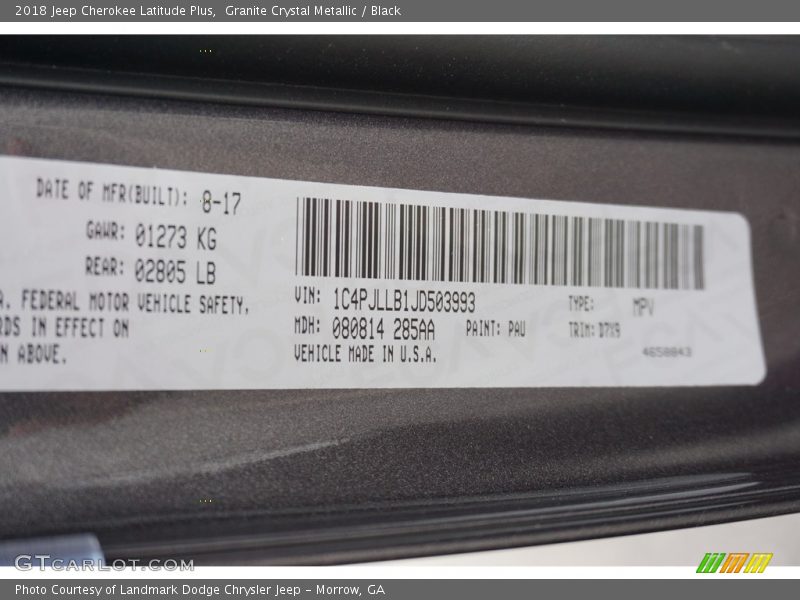 2018 Jeep Cherokee Latitude Plus, Granite Crystal Metallic / Black
DATE OF MFR(BUILT): 8-17
GAWR: 01273 KG
REAR: 02805 LB
A. FEDERAL MOTOR VEHICLE SAFETY,
RDS IN EFFECT ON
N ABOVE.
VIN: 1C4PJLLB1JD503993
TYPE: MPV
MDH: 080814 285AA
PAINT: PAU
TRIM: D7X9
VEHICLE MADE IN U.S.A.
4658843
GTCARLOT.COM
Photo Courtesy of Landmark Dodge Chrysler Jeep – Morrow, GA